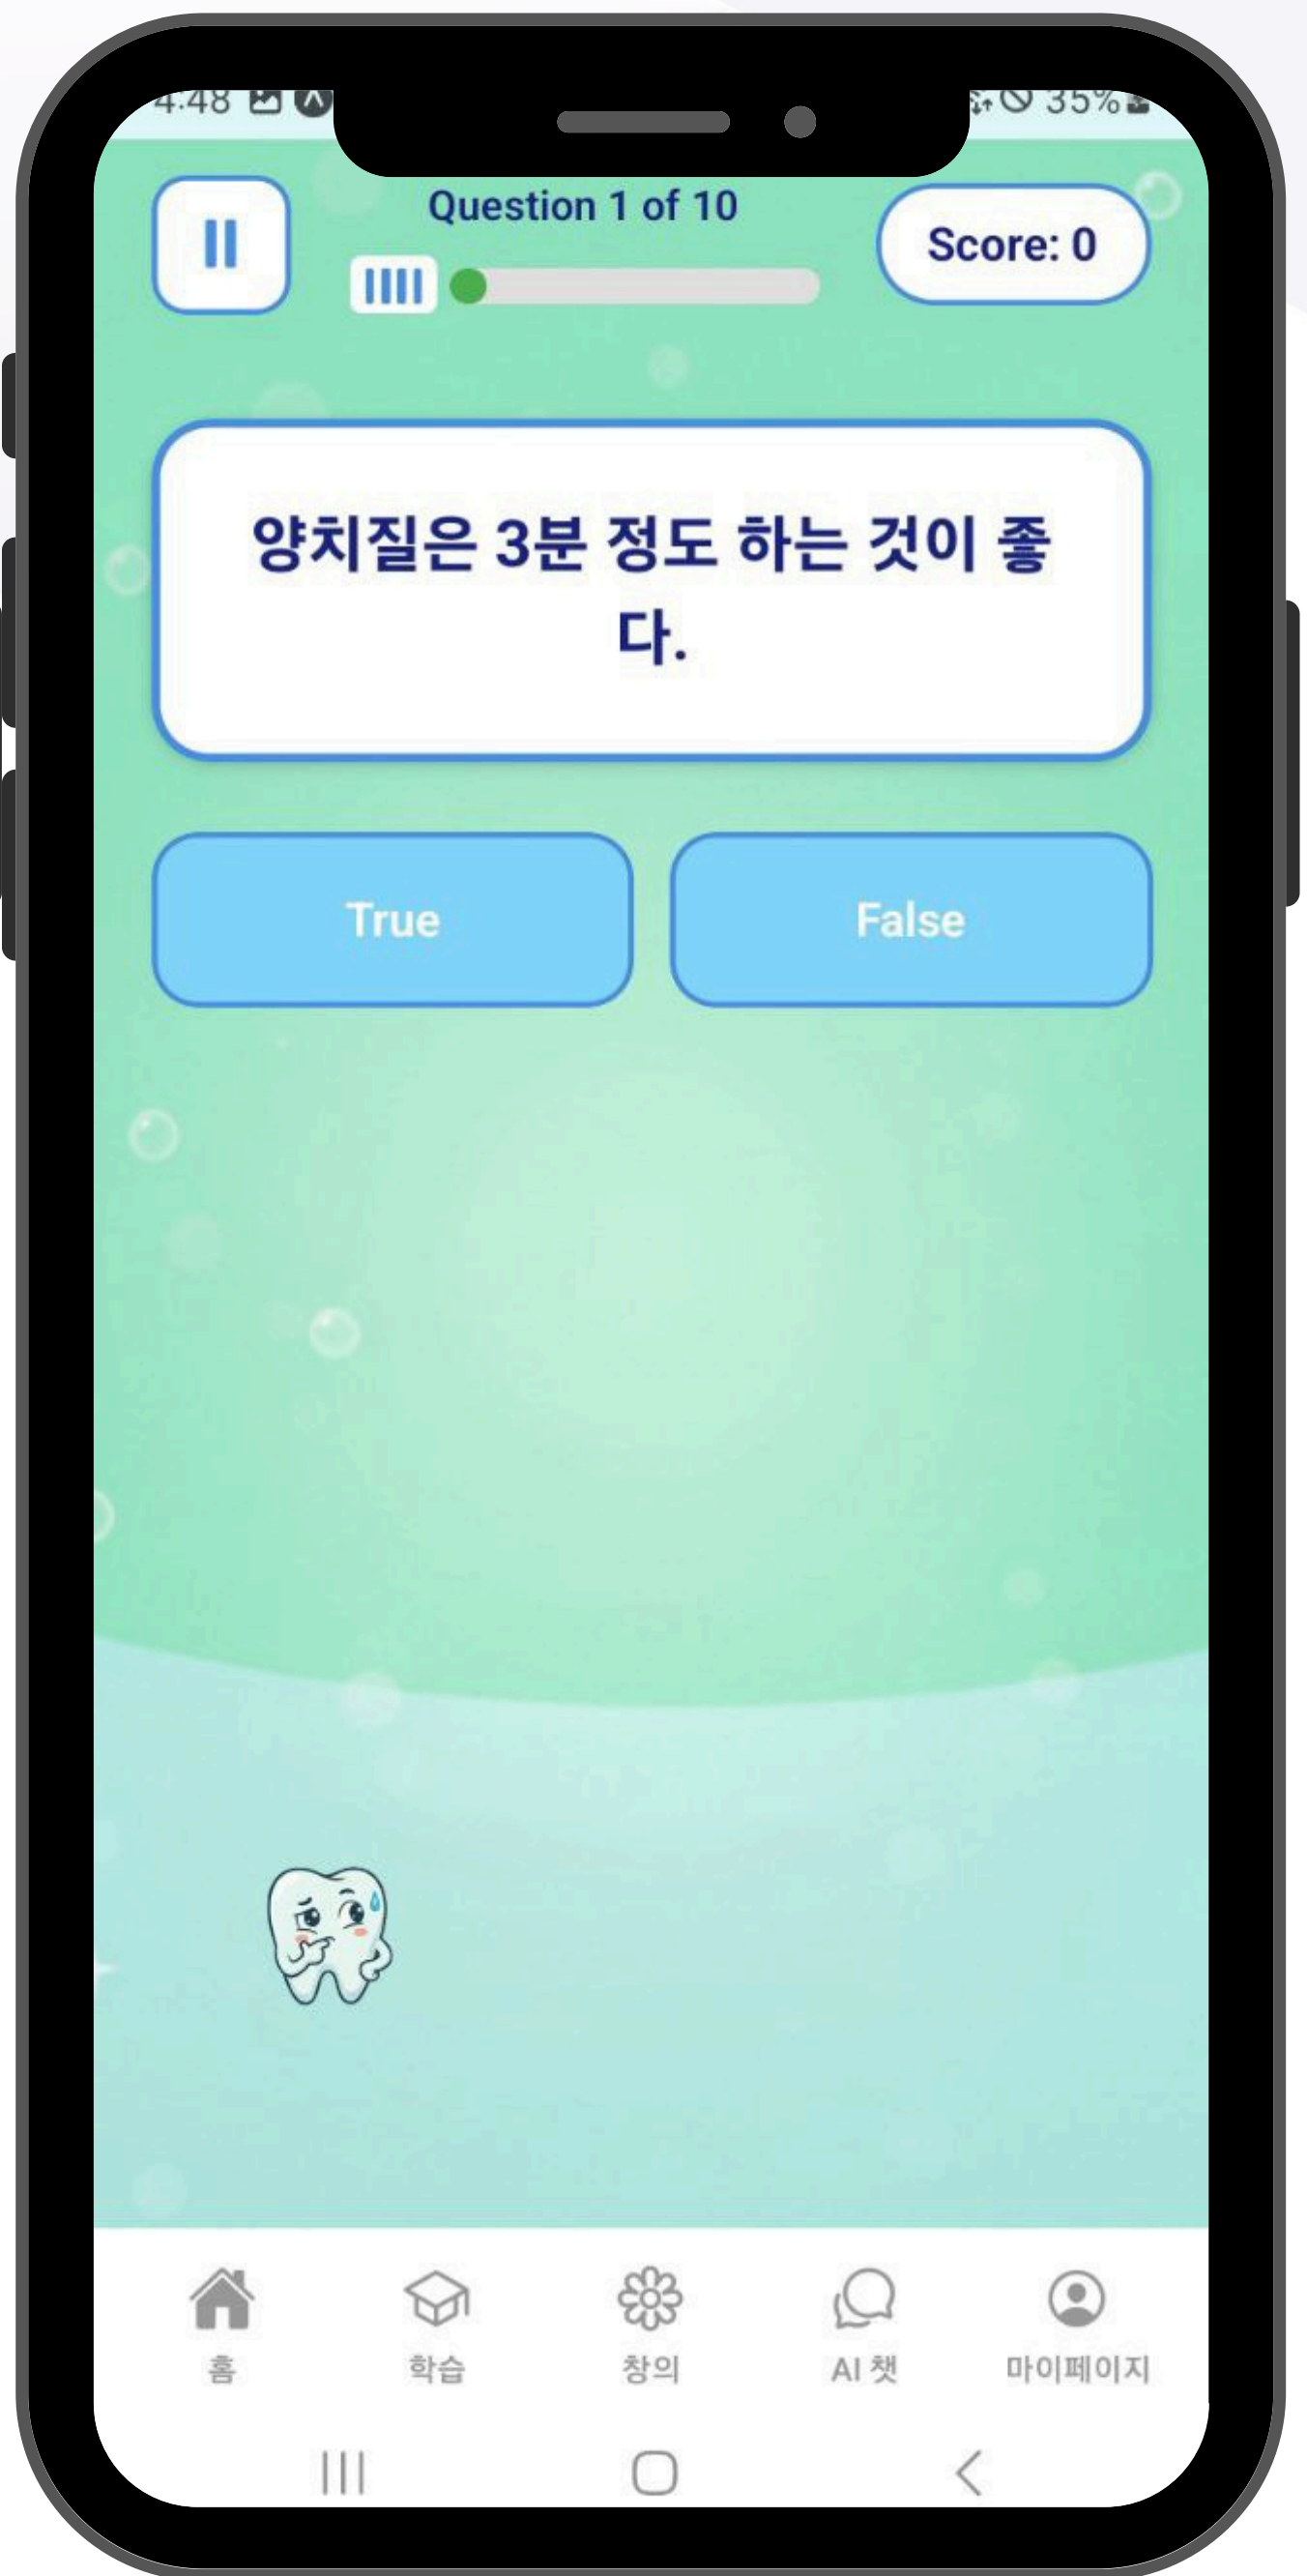 4:48
35%
Question 1 of 10
Score: 0
양치질은 3분 정도 하는 것이 좋
다.
True
False
홈
학습
창의
AI 챗
마이페이지